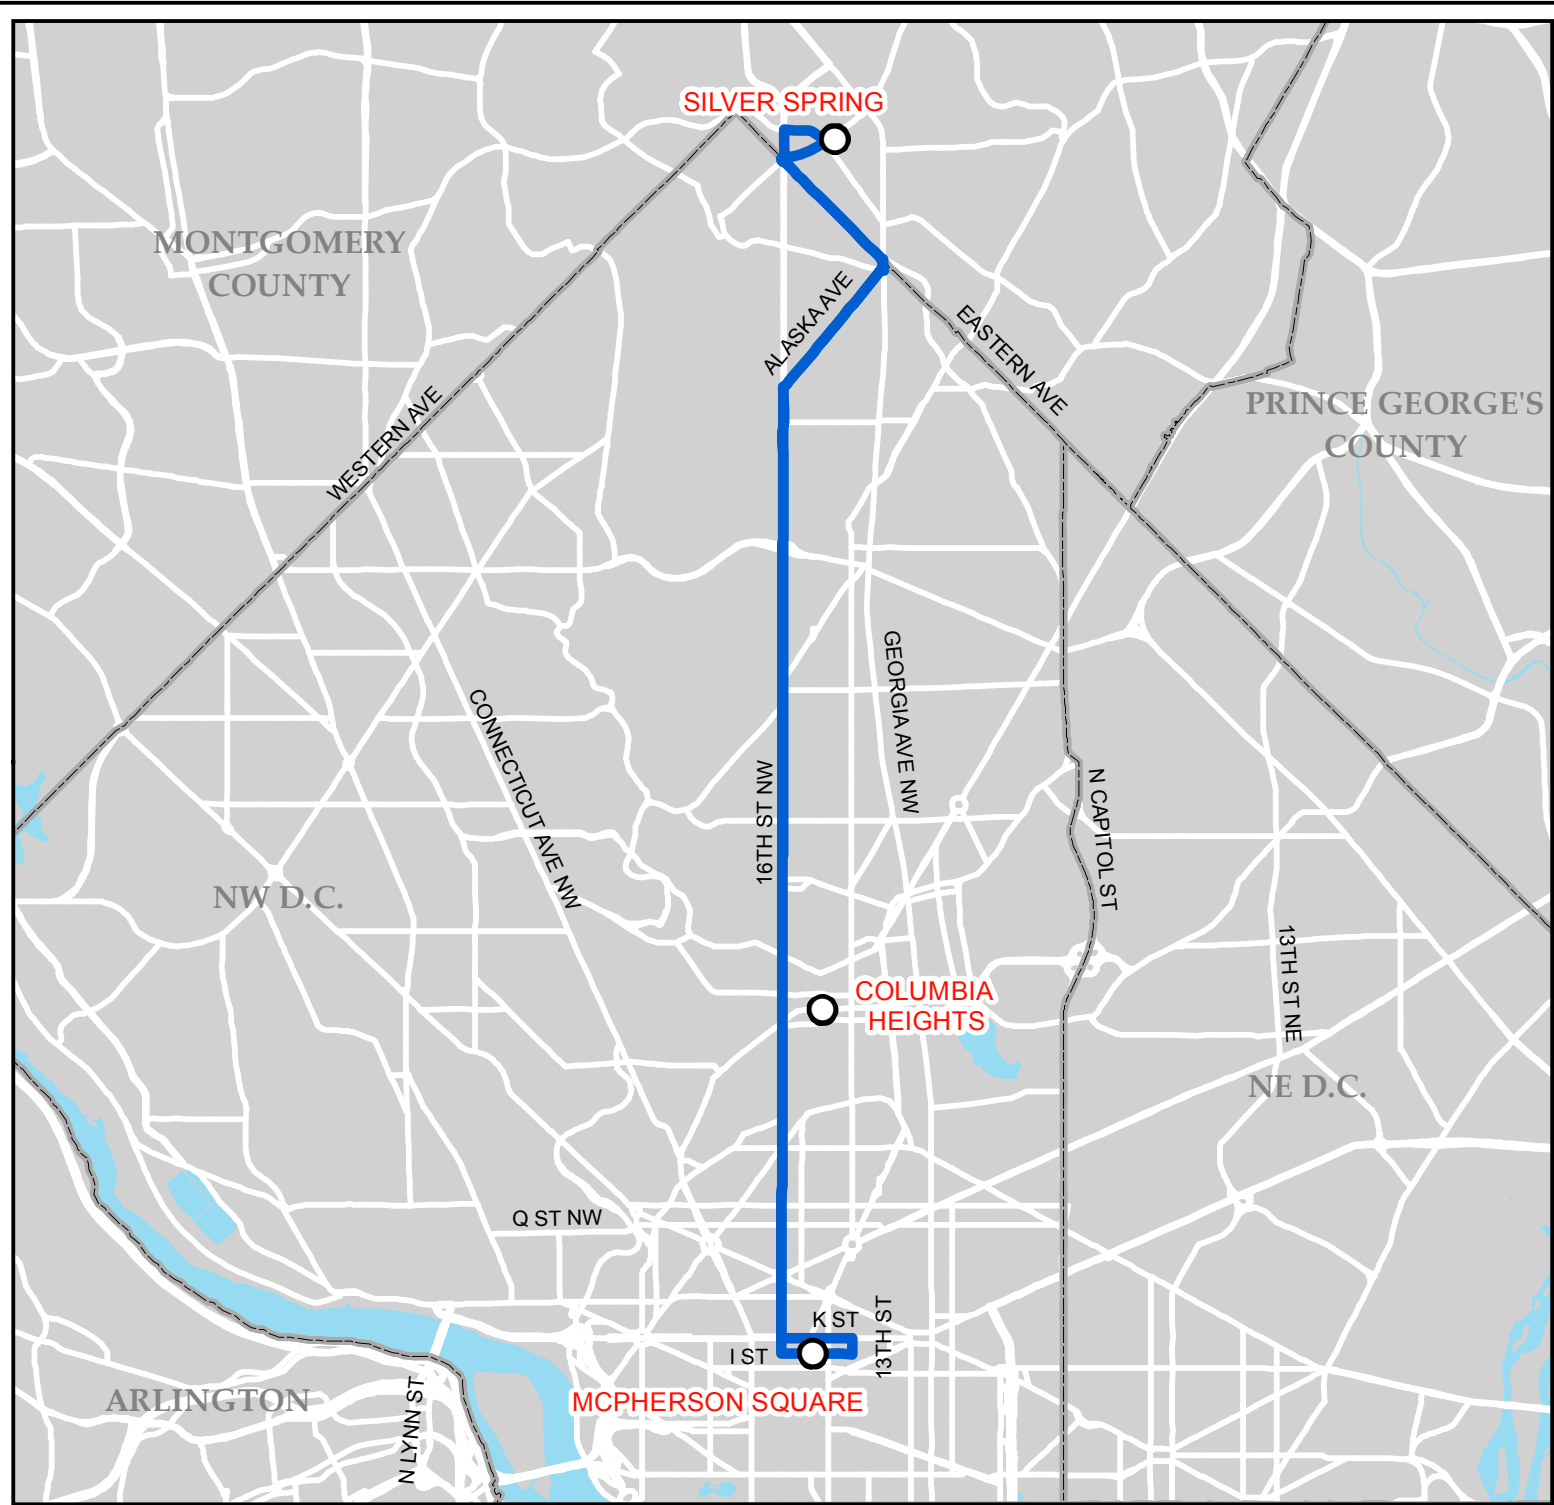 SILVER SPRING
MONTGOMERY
COUNTY
ALASKA AVE
EASTERN AVE
WESTERN AVE
PRINCE GEORGE'S
COUNTY
GEORGIA AVE NW
CONNECTICUT AVE NW
16TH ST NW
N CAPITOL ST
NW D.C.
13TH ST NE
COLUMBIA
HEIGHTS
NE D.C.
Q ST NW
K ST
13TH ST
I ST
MCPHERSON SQUARE
ARLINGTON
N LYNN ST